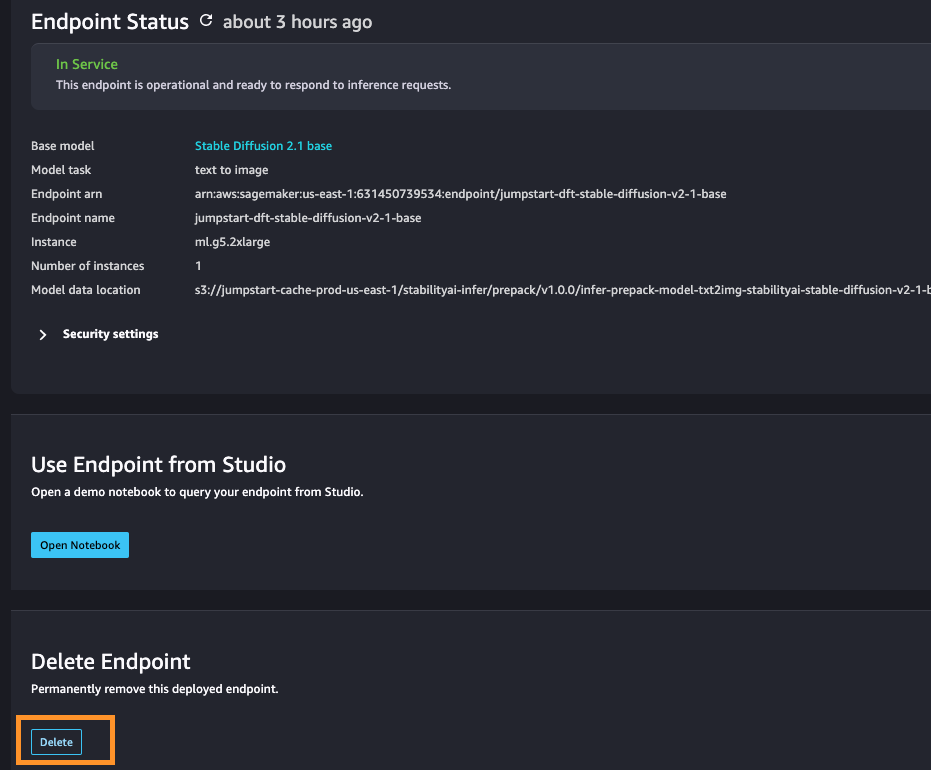 Endpoint Status about 3 hours ago
In Service
This endpoint is operational and ready to respond to inference requests.
Base model Stable Diffusion 2.1 base
Model task text to image
Endpoint arn arn:aws:sagemaker:us-east-1:631450739534:endpoint/jumpstart-dft-stable-diffusion-v2-1-base
Endpoint name jumpstart-dft-stable-diffusion-v2-1-base
Instance ml.g5.2xlarge
Number of instances 1
Model data location s3://jumpstart-cache-prod-us-east-1/stabilityai-infer/prepack/v1.0.0/infer-prepack-model-txt2img-stabilityai-stable-diffusion-v2-1-b
Security settings
Use Endpoint from Studio
Open a demo notebook to query your endpoint from Studio.
Open Notebook
Delete Endpoint
Permanently remove this deployed endpoint.
Delete